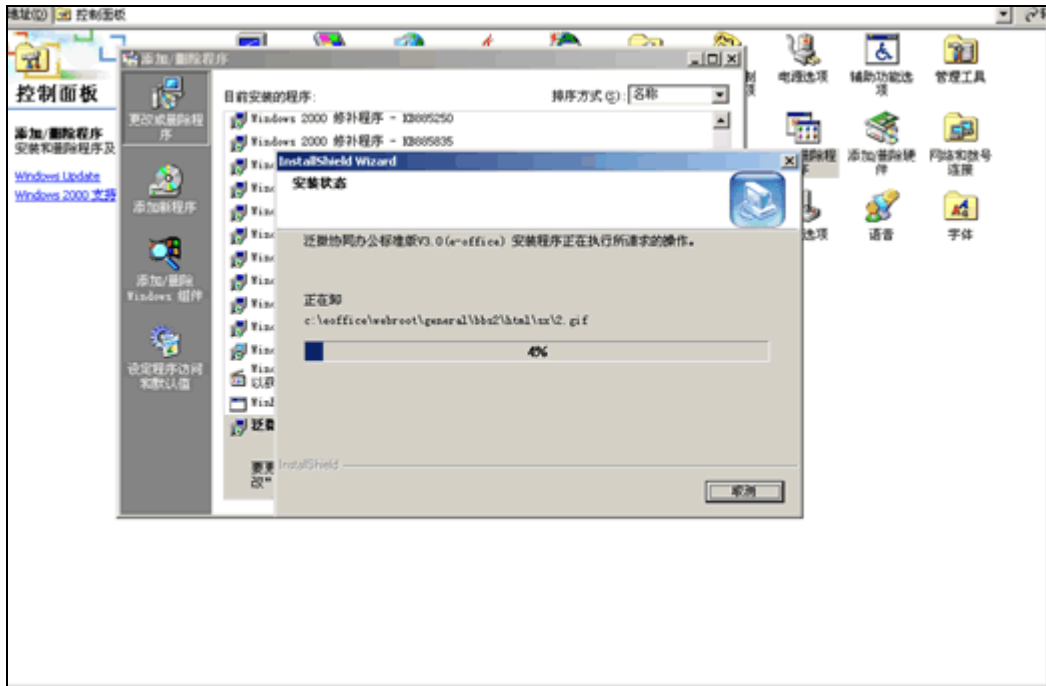 地址(D) 控制面板
控制面板
添加/删除程序
安装和删除程序及
Windows Update
Windows 2000 支持
电源选项
辅助功能选项
管理工具
添加/删除硬件
网络和拨号连接
语音
字体
添加/删除程序
更改或删除程序
添加新程序
添加/删除
Windows 组件
设定程序访问
和默认值
目前安装的程序:
排序方式(S): 名称
Windows 2000 修补程序 - KB885250
Windows 2000 修补程序 - KB885835
InstallShield Wizard
安装状态
泛微协同办公标准版V3.0(e-office) 安装程序正在执行所请求的操作。
正在卸
c:\eoffice\webroot\general\bbs2\html\sx\2.gif
4%
InstallShield
取消